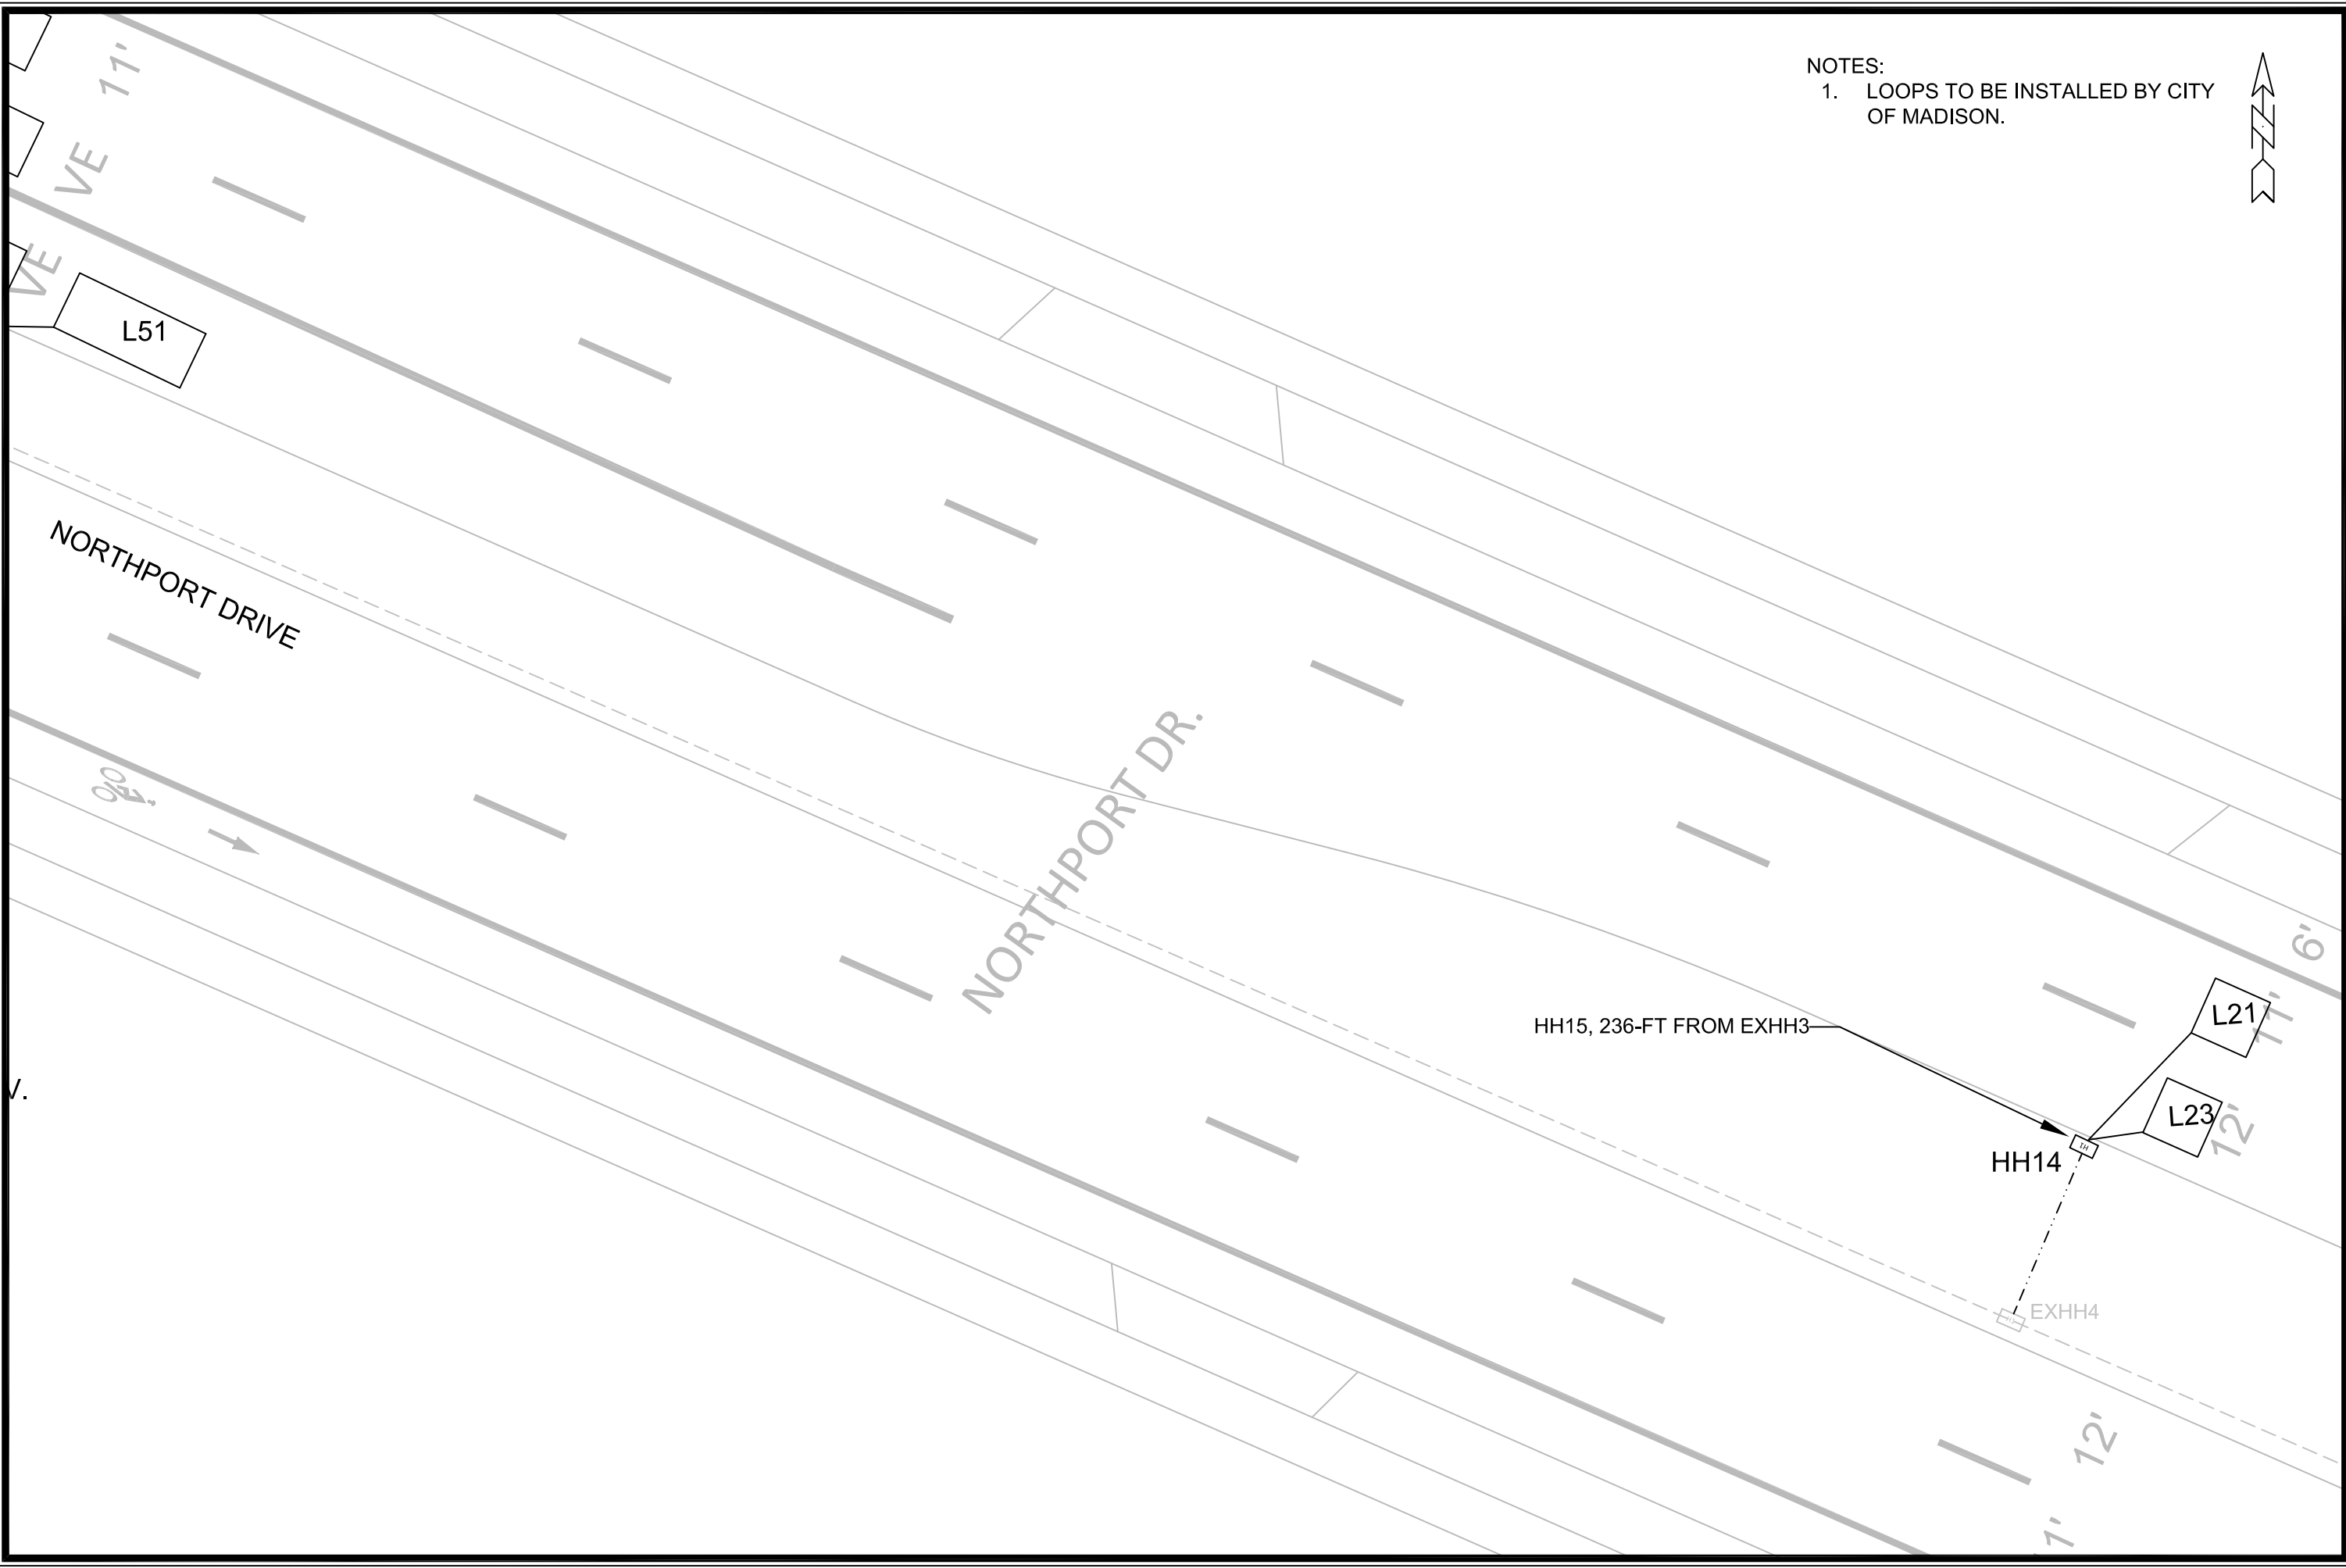 NOTES:
1. LOOPS TO BE INSTALLED BY CITY
OF MADISON.
11'
VE
VE
L51
NORTHPORT DRIVE
NORTHPORT DR.
6'
L21
11'
HH15, 236-FT FROM EXHH3
L23
12'
HH14
EXHH4
12'
1'
V.
N